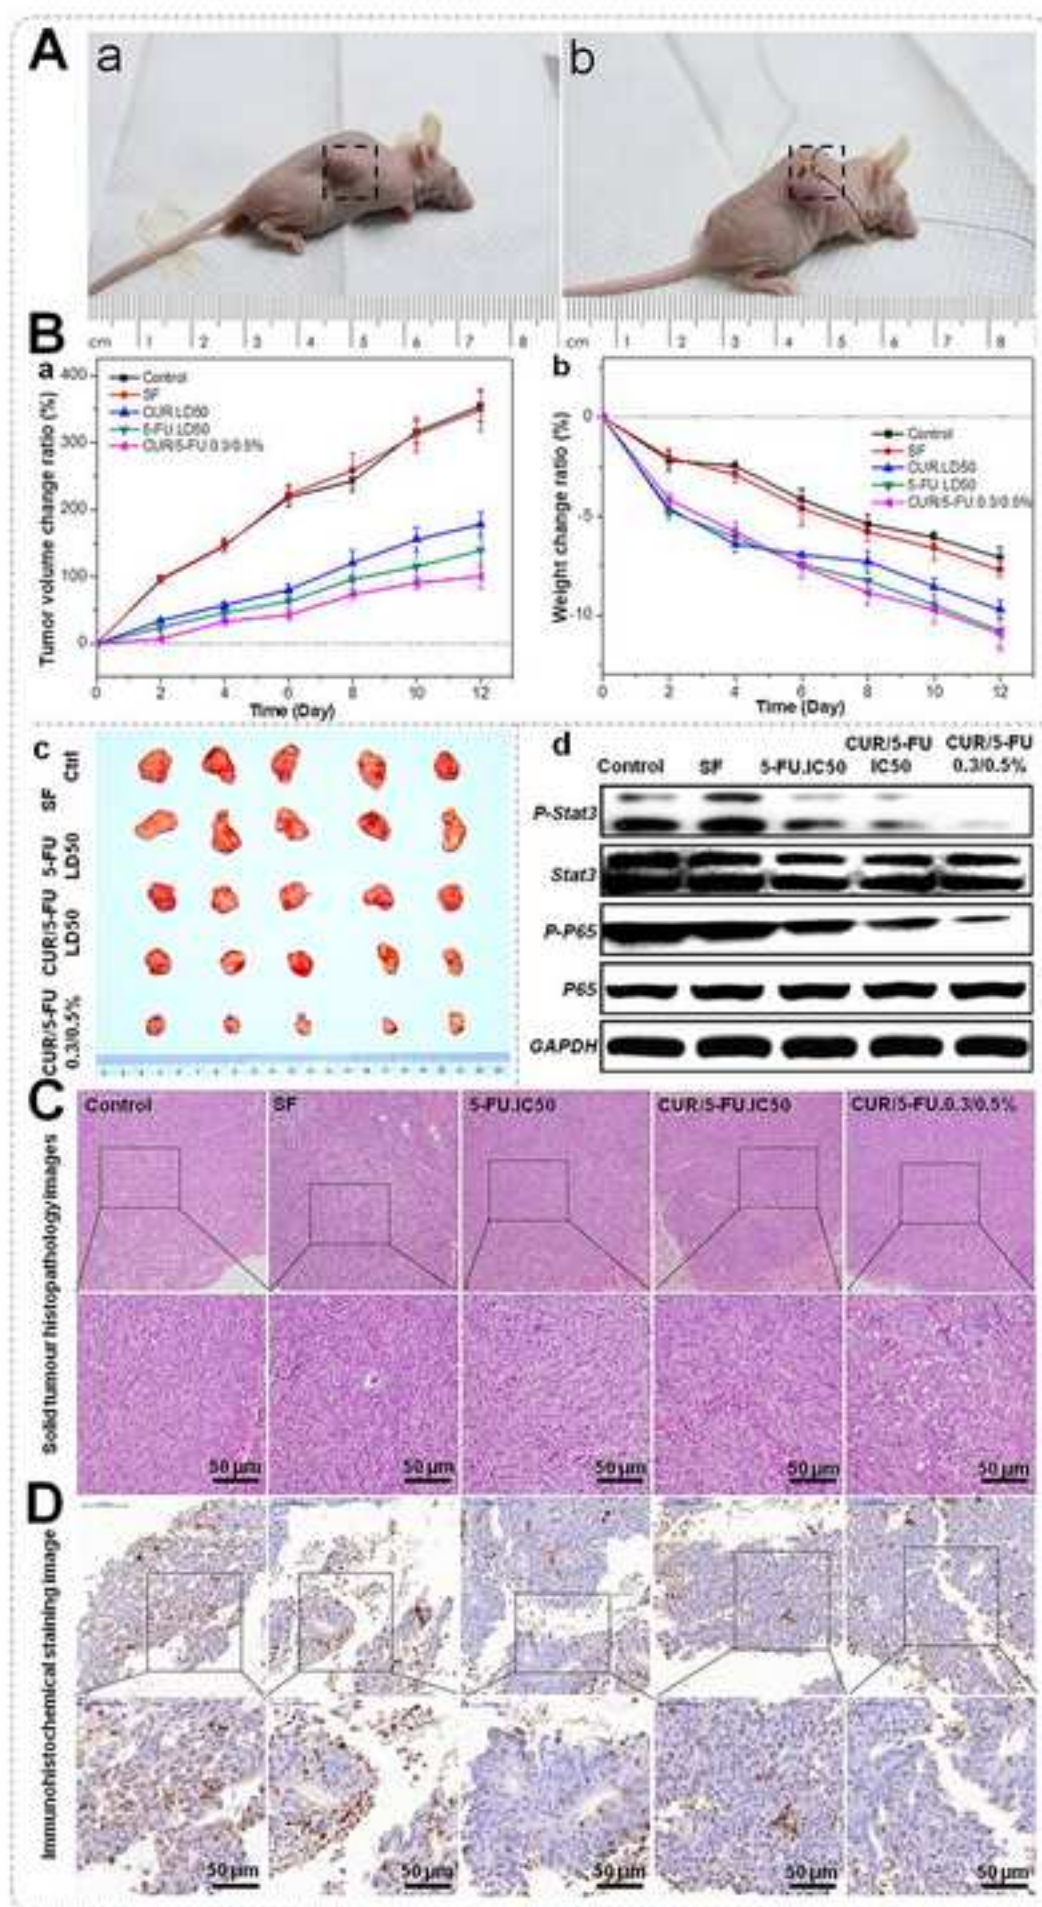 A
a
b
cm 1 2 3 4 5 6 7 8
cm 1 2 3 4 5 6 7 8
B
a
Tumor volume change ratio (%)
400
300
200
100
0
Control
SF
CUR.LD50
5-FU.LD50
CUR/5-FU.0.3/0.5%
0 2 4 6 8 10 12
Time (Day)
b
Weight change ratio (%)
0
-5
-10
Control
SF
CUR.LD50
5-FU.LD50
CUR/5-FU.0.3/0.5%
0 2 4 6 8 10 12
Time (Day)
c
Ctrl
SF
5-FU
LD50
CUR/5-FU
LD50
CUR/5-FU
0.3/0.5%
d
Control
SF
5-FU.IC50
CUR/5-FU
IC50
CUR/5-FU
0.3/0.5%
P-Stat3
Stat3
P-P65
P65
GAPDH
C
Solid tumour histopathology images
Control
SF
5-FU.IC50
CUR/5-FU.IC50
CUR/5-FU.0.3/0.5%
50 μm
50 μm
50 μm
50 μm
50 μm
D
Immunohistochemical staining image
50 μm
50 μm
50 μm
50 μm
50 μm